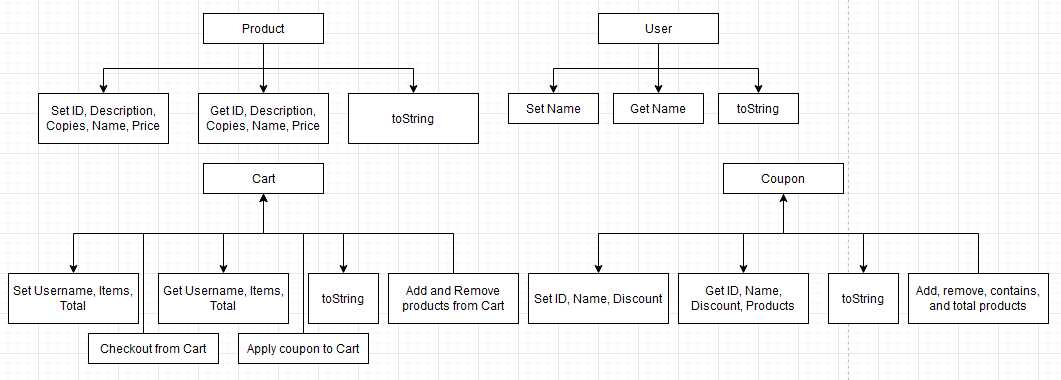 Product
User
Set ID, Description,
Copies, Name, Price
Get ID, Description,
Copies, Name, Price
toString
Set Name
Get Name
toString
Cart
Coupon
Set Username, Items,
Total
Get Username, Items,
Total
toString
Add and Remove
products from Cart
Set ID, Name, Discount
Get ID, Name,
Discount, Products
toString
Add, remove, contains,
and total products
Checkout from Cart
Apply coupon to Cart